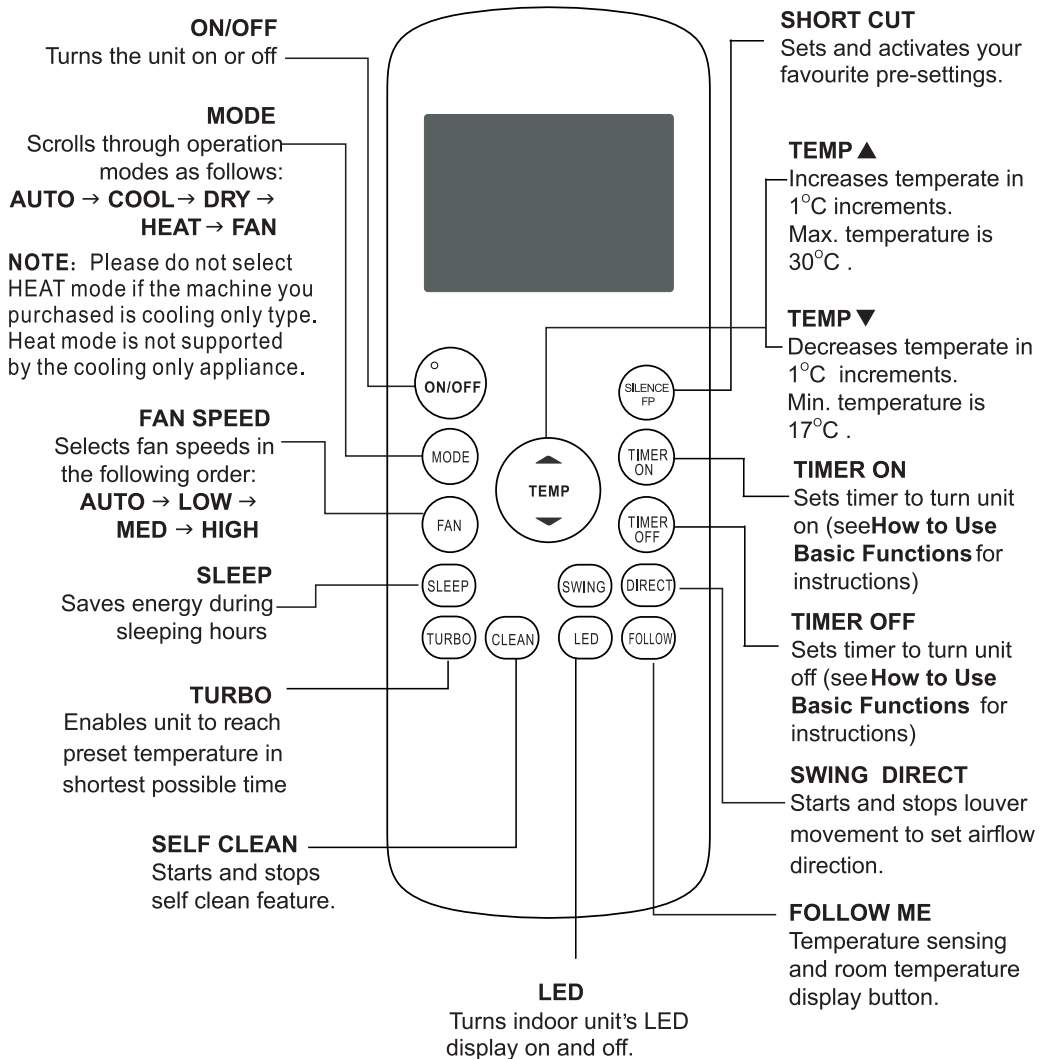 ON/OFF
Turns the unit on or off
MODE
Scrolls through operation
modes as follows:
AUTO → COOL → DRY →
HEAT → FAN
NOTE: Please do not select
HEAT mode if the machine you
purchased is cooling only type.
Heat mode is not supported
by the cooling only appliance.
FAN SPEED
Selects fan speeds in
the following order:
AUTO → LOW →
MED → HIGH
SLEEP
Saves energy during
sleeping hours
TURBO
Enables unit to reach
preset temperature in
shortest possible time
SELF CLEAN
Starts and stops
self clean feature.
ON/OFF
MODE
FAN
SLEEP
TURBO
CLEAN
TEMP
SILENCE
FP
TIMER
ON
TIMER
OFF
SWING
DIRECT
LED
FOLLOW
LED
Turns indoor unit's LED
display on and off.
SHORT CUT
Sets and activates your
favourite pre-settings.
TEMP ▲
Increases temperate in
1°C increments.
Max. temperature is
30°C .
TEMP ▼
Decreases temperate in
1°C increments.
Min. temperature is
17°C .
TIMER ON
Sets timer to turn unit
on (see How to Use
Basic Functions for
instructions)
TIMER OFF
Sets timer to turn unit
off (see How to Use
Basic Functions for
instructions)
SWING DIRECT
Starts and stops louver
movement to set airflow
direction.
FOLLOW ME
Temperature sensing
and room temperature
display button.